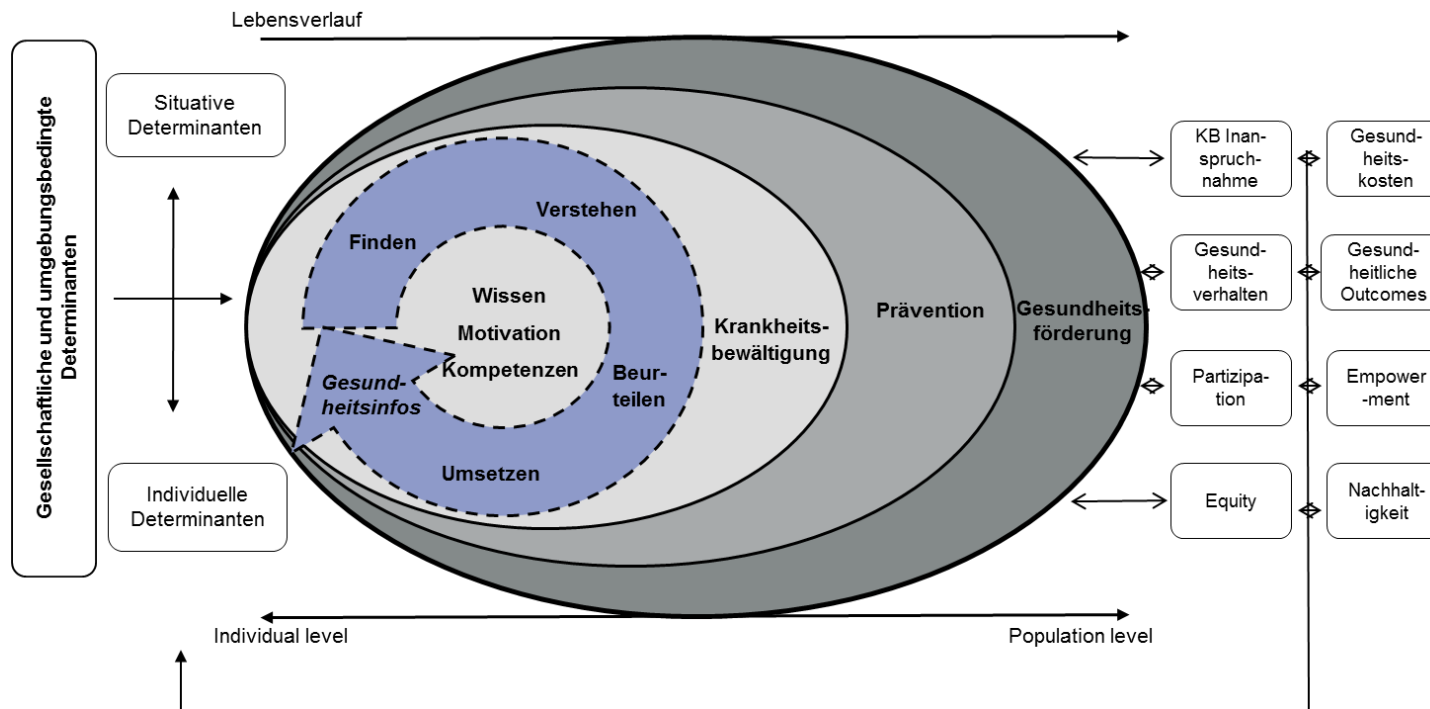 Lebensverlauf
Gesellschaftliche und umgebungsbedingte
Determinanten
Situative
Determinanten
Individuelle
Determinanten
Finden
Verstehen
Wissen
Motivation
Kompetenzen
Gesund-
heitsinfos
Beur-
teilen
Umsetzen
Krankheits-
bewältigung
Prävention
Gesundheits-
förderung
KB Inan-
spruch-
nahme
Gesund-
heits-
kosten
Gesund-
heits-
verhalten
Gesund-
heitliche
Outcomes
Partizipa-
tion
Empower
-ment
Equity
Nachhalt-
igkeit
Individual level
Population level